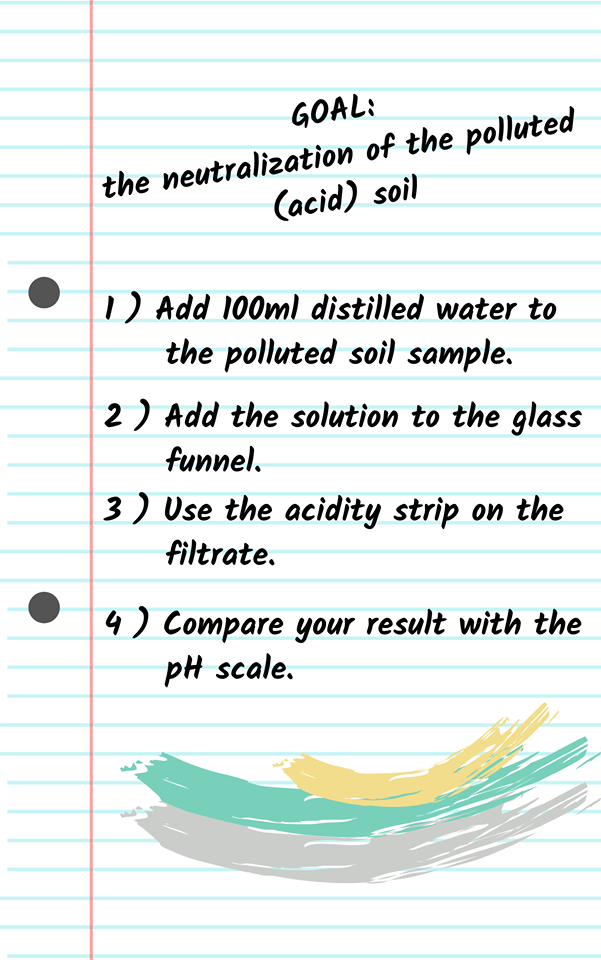 GOAL:
the neutralization of the polluted
(acid) soil
1 ) Add 100ml distilled water to
the polluted soil sample.
2 ) Add the solution to the glass
funnel.
3 ) Use the acidity strip on the
filtrate.
4 ) Compare your result with the
pH scale.